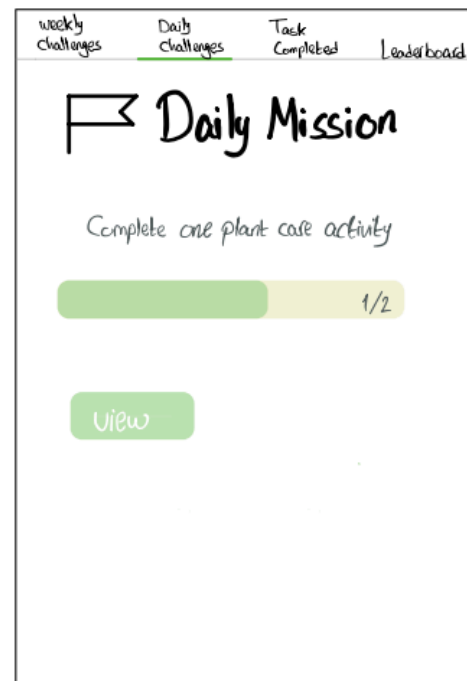 weekly challenges
Daily challenges
Task Completed
Leaderboard
Daily Mission
Complete one plant care activity
1/2
view